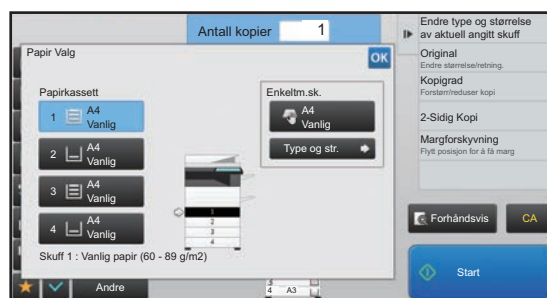 Antall kopier 1
Papir Valg
OK
Papirkassett
1 A4
Vanlig
2 A4
Vanlig
3 A4
Vanlig
4 A4
Vanlig
Enkeltm.sk.
A4
Vanlig
Type og str.
1
2
3
4
Skuff 1 : Vanlig papir (60 - 89 g/m2)
Andre
4 A3
Endre type og størrelse
av aktuell angitt skuff
Original
Endre størrelse/retning.
Kopigrad
Forstørr/reduser kopi
2-Sidig Kopi
Margforskyvning
Flytt posisjon for å få marg
Forhåndsvis
CA
Start